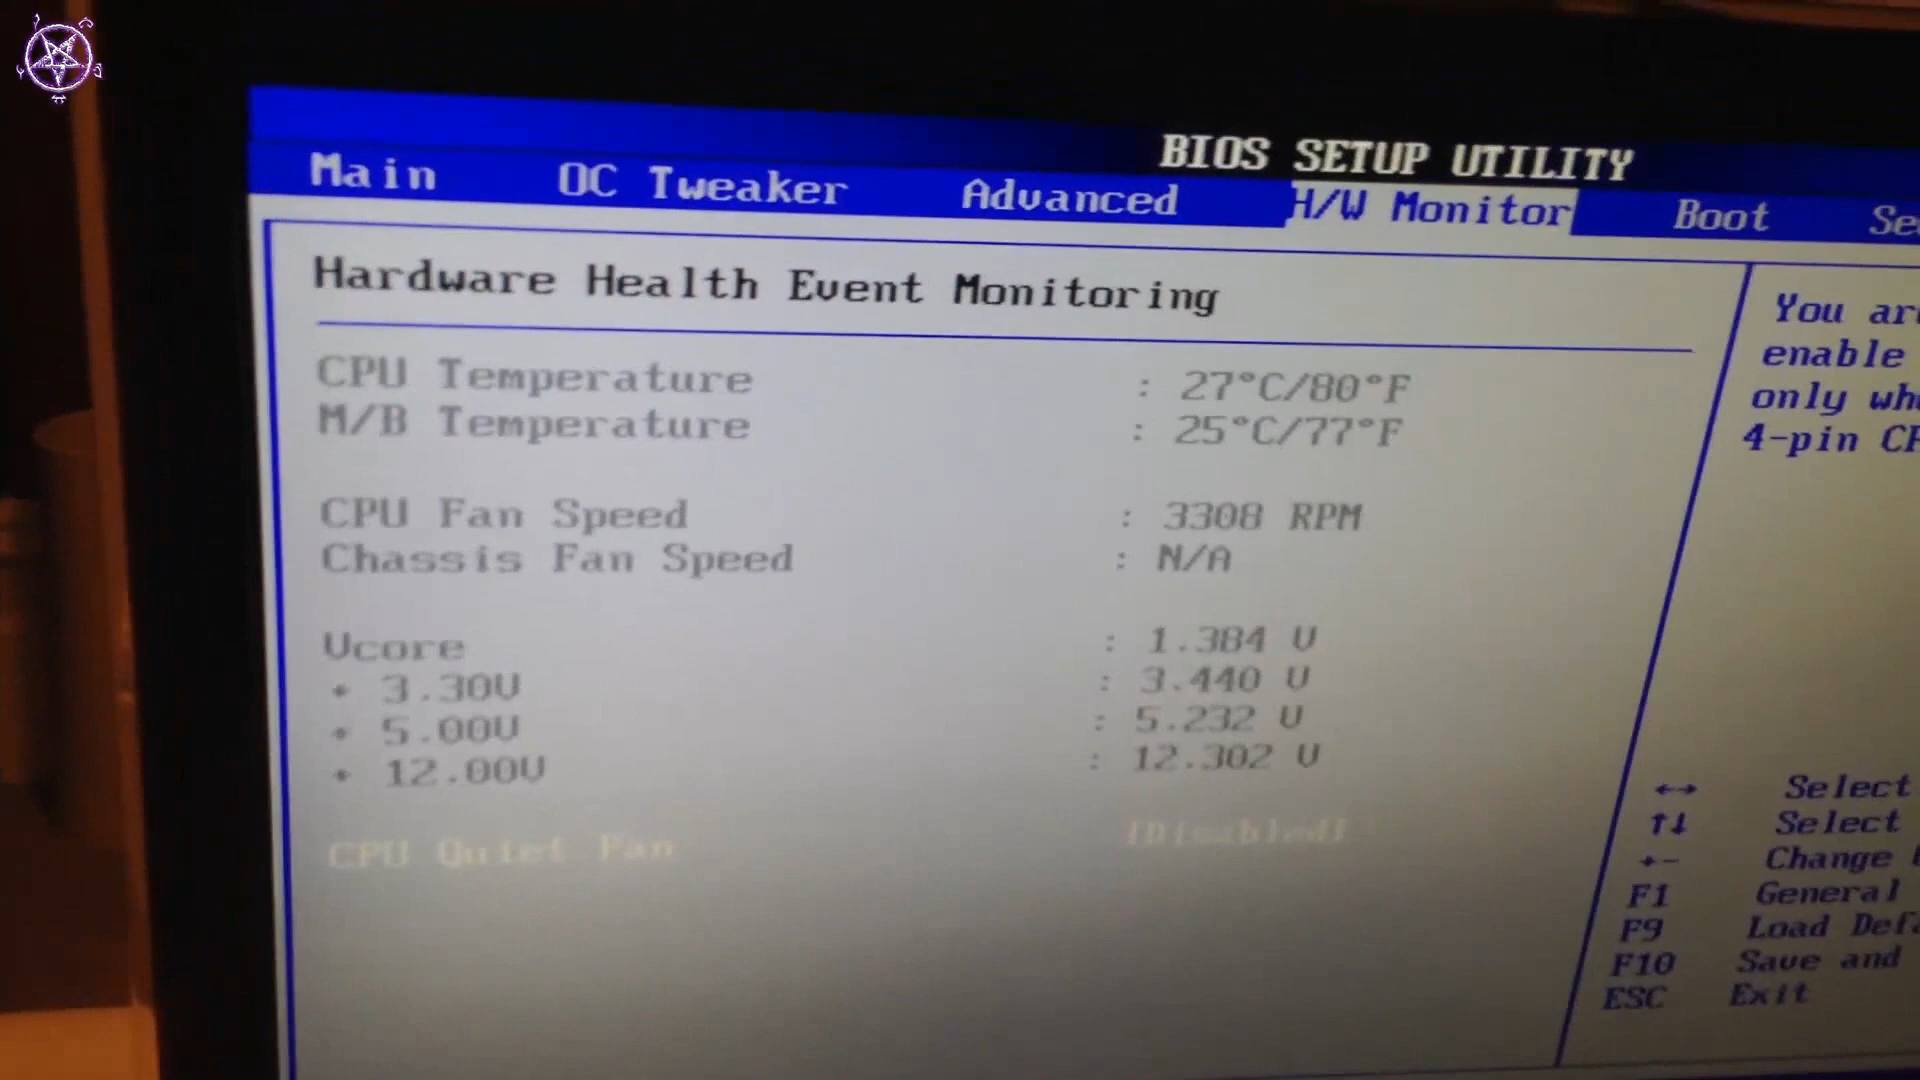 BIOS SETUP UTILITY
Main OC Tweaker Advanced H/W Monitor Boot
Hardware Health Event Monitoring
CPU Temperature : 27°C/80°F
M/B Temperature : 25°C/77°F
CPU Fan Speed : 3308 RPM
Chassis Fan Speed : N/A
Vcore : 1.384 V
+ 3.30V : 3.440 V
+ 5.00V : 5.232 V
+ 12.00V : 12.302 V
CPU Quiet Fan [Disabled]
You
enable
only
4-pin
↔ Select
↑↓ Select
+- Change
F1 General
F9 Load
F10 Save and
ESC Exit